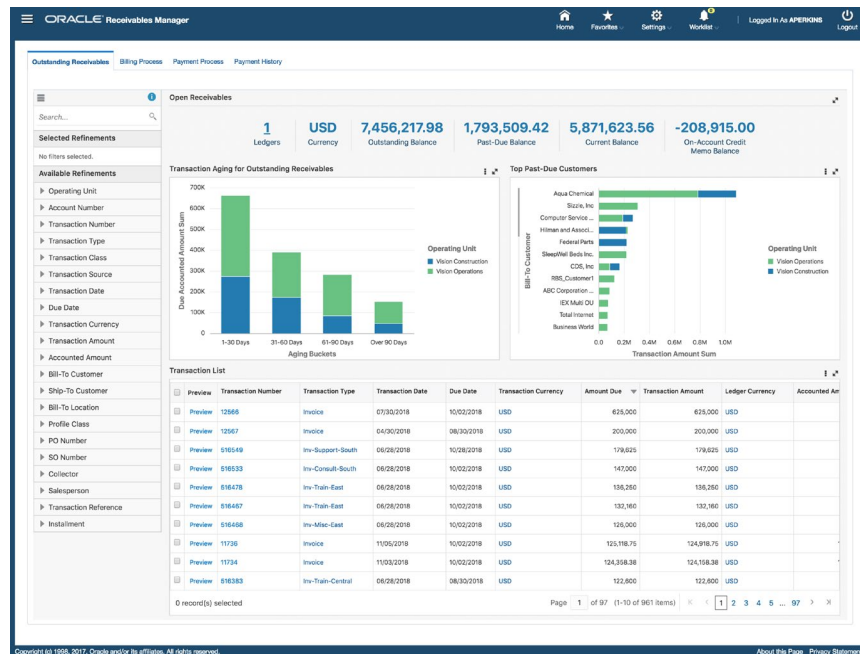 ORACLE Receivables Manager
Home
Favorites
Settings
Worklist
Logged In As APERKINS
Logout
Outstanding Receivables Billing Process Payment Process Payment History
Search...
Selected Refinements
No filters selected.
Available Refinements
Operating Unit
Account Number
Transaction Number
Transaction Type
Transaction Class
Transaction Source
Transaction Date
Due Date
Transaction Currency
Transaction Amount
Accounted Amount
Bill-To Customer
Ship-To Customer
Bill-To Location
Profile Class
PO Number
SO Number
Collector
Salesperson
Transaction Reference
Installment
Open Receivables
1 USD 7,456,217.98 1,793,509.42 5,871,623.56 -208,915.00
Ledgers Currency Outstanding Balance Past-Due Balance Current Balance On-Account Credit
Memo Balance
Transaction Aging for Outstanding Receivables
Due Accounted Amount Sum
700K
600K
500K
400K
300K
200K
100K
0
1-30 Days 31-60 Days 61-90 Days Over 90 Days
Aging Buckets
Operating Unit
Vision Construction
Vision Operations
Top Past-Due Customers
Bill-To Customer
Aqua Chemical
Sizzle, Inc
Computer Service ...
Hilman and Associ...
Federal Parts
SleepWell Beds Inc.
CDS, Inc
RBS_Customer1
ABC Corporation ...
IEX Multi OU
Total Internet
Business World
0.0 0.2M 0.4M 0.6M 0.8M 1.0M
Transaction Amount Sum
Operating Unit
Vision Operations
Vision Construction
Transaction List
Preview Transaction Number Transaction Type Transaction Date Due Date Transaction Currency Amount Due Transaction Amount Ledger Currency Accounted Am
Preview 12566 Invoice 07/30/2018 10/02/2018 USD 625,000 625,000 USD
Preview 12567 Invoice 04/30/2018 08/30/2018 USD 200,000 200,000 USD
Preview 516549 Inv-Support-South 06/28/2018 10/28/2018 USD 179,625 179,625 USD
Preview 516533 Inv-Consult-South 06/28/2018 10/02/2018 USD 147,000 147,000 USD
Preview 516478 Inv-Train-East 06/28/2018 10/02/2018 USD 136,250 136,250 USD
Preview 516467 Inv-Train-East 06/28/2018 10/02/2018 USD 132,160 132,160 USD
Preview 516468 Inv-Misc-East 06/28/2018 10/02/2018 USD 126,000 126,000 USD
Preview 11736 Invoice 11/05/2018 10/02/2018 USD 125,118.75 124,918.75 USD
Preview 11734 Invoice 11/03/2018 10/02/2018 USD 124,358.38 124,158.38 USD
Preview 516383 Inv-Train-Central 06/28/2018 08/30/2018 USD 122,600 122,600 USD
0 record(s) selected
Page 1 of 97 (1-10 of 961 items) 1 2 3 4 5 ... 97
Copyright (c) 1998, 2017, Oracle and/or its affiliates. All rights reserved.
About this Page Privacy Statement